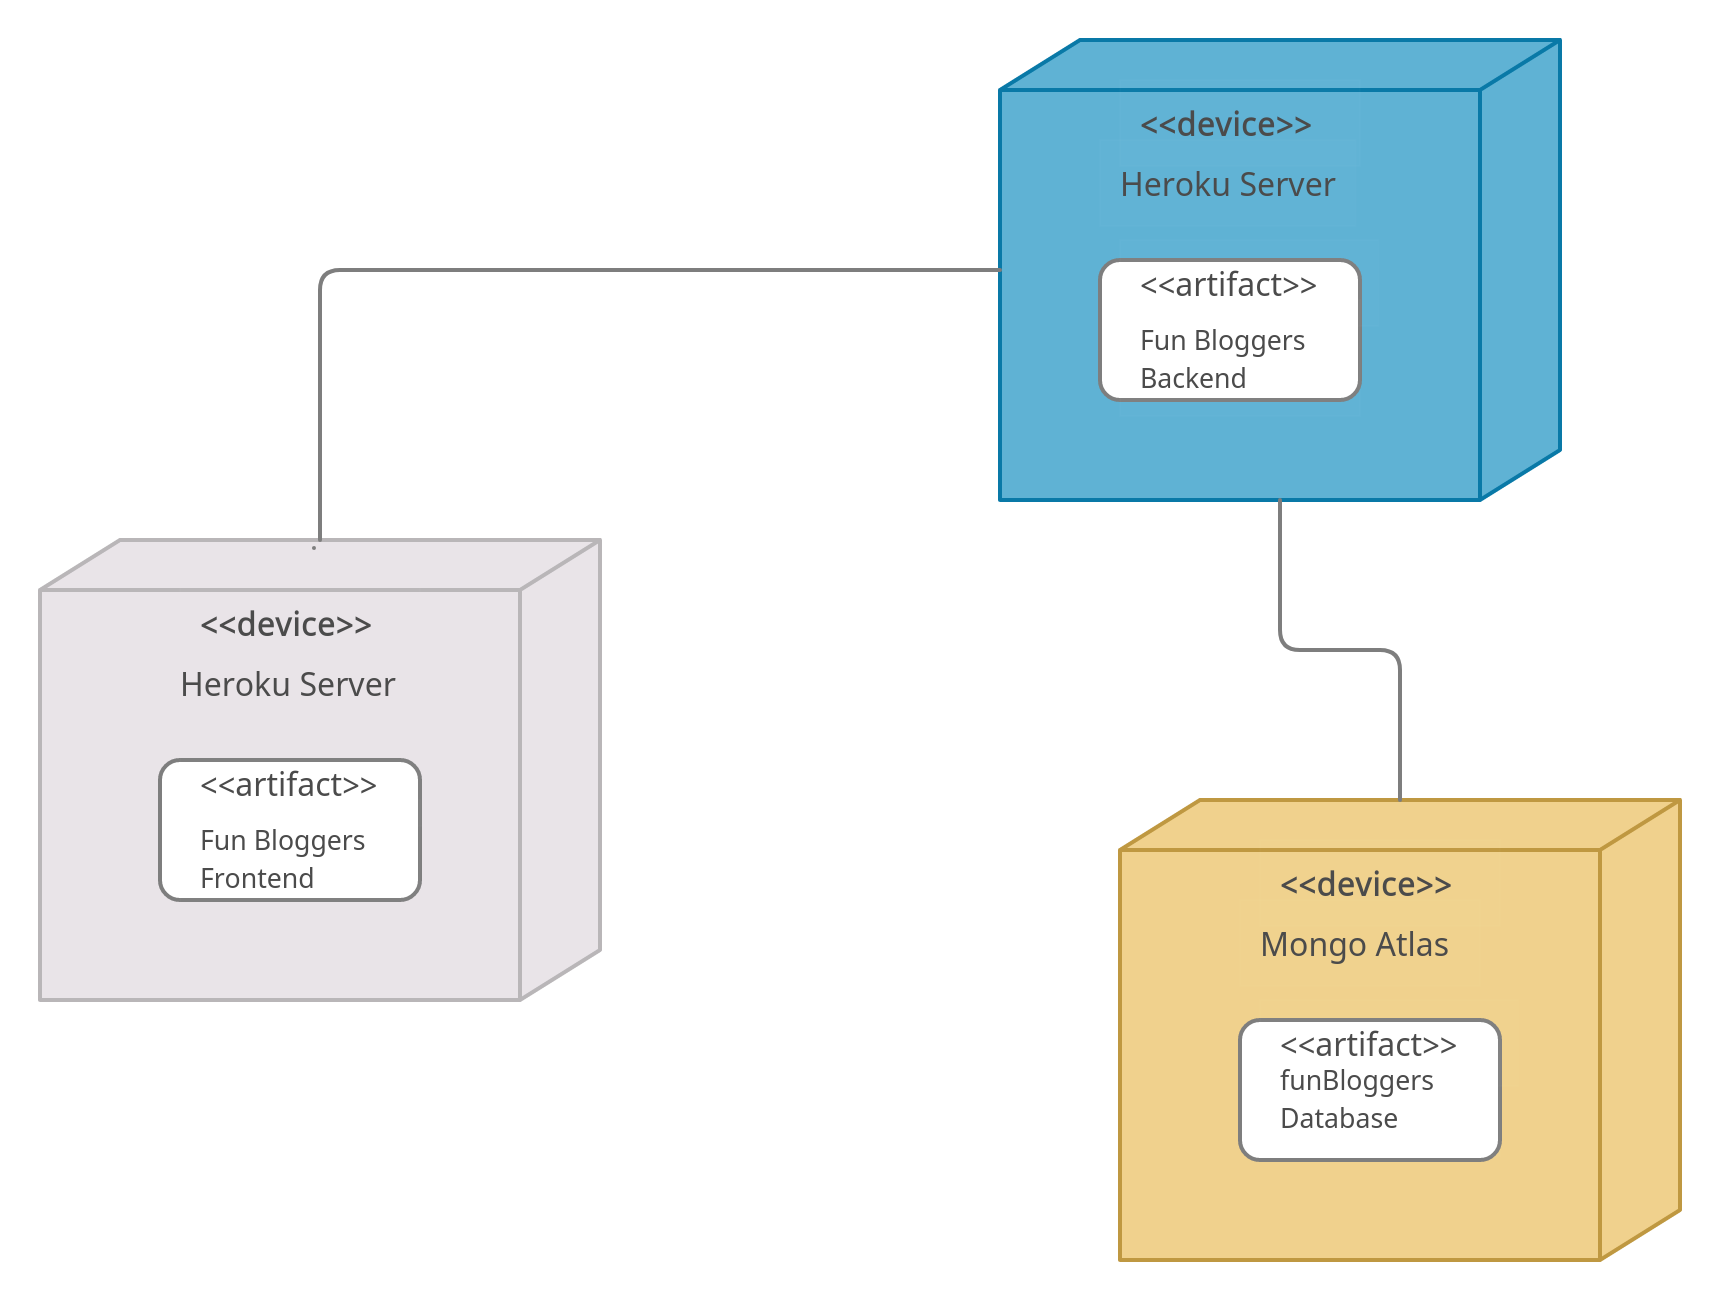 <<device>>
Heroku Server
<<artifact>>
Fun Bloggers
Backend
<<device>>
Heroku Server
<<artifact>>
Fun Bloggers
Frontend
<<device>>
Mongo Atlas
<<artifact>>
funBloggers
Database